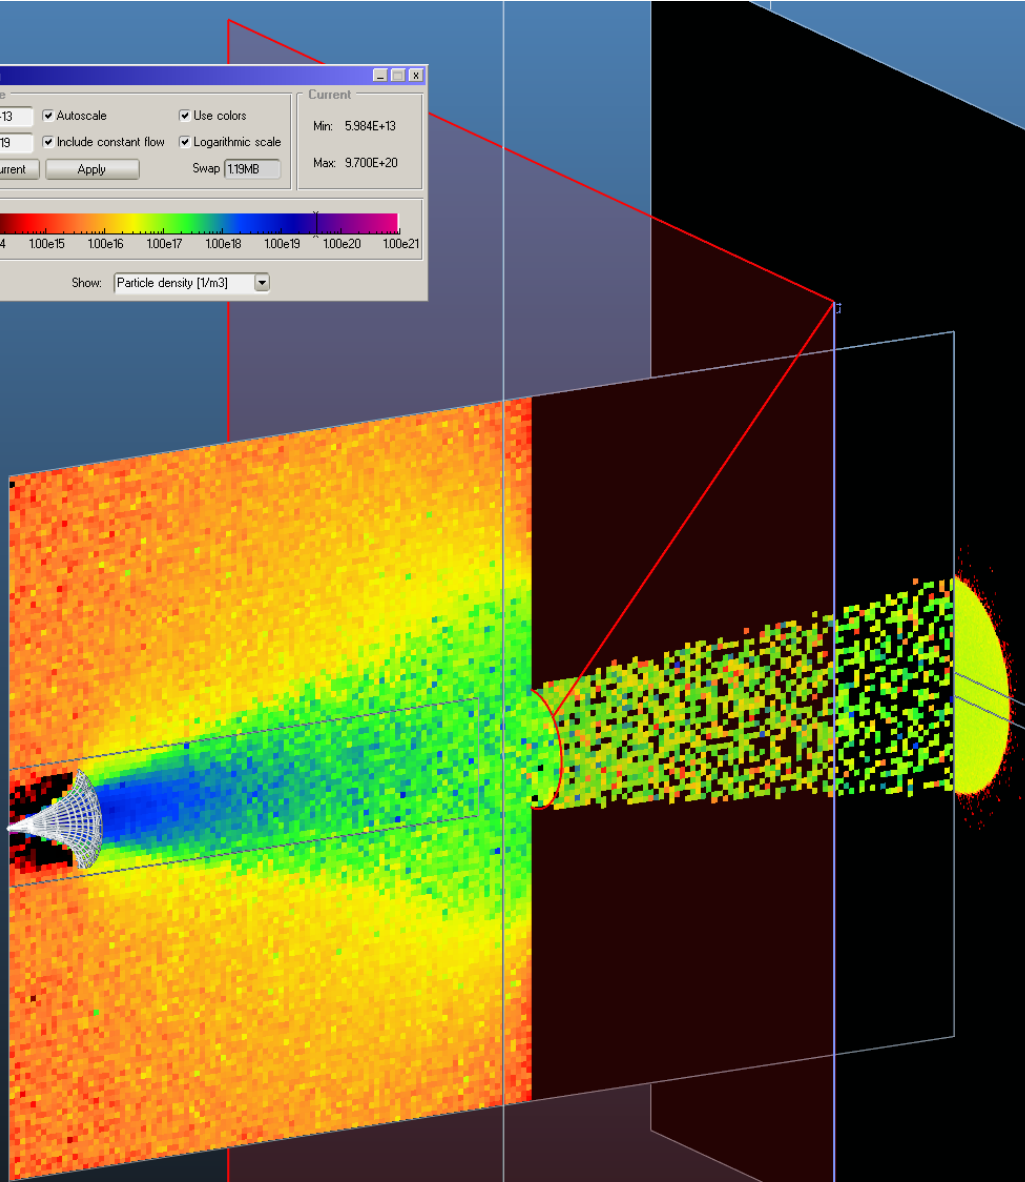 Current
-13 Autoscale Use colors
Min: 5.984E+13
19 Include constant flow Logarithmic scale
Max: 9.700E+20
Apply Swap 1.19MB
4 1.00e15 1.00e16 1.00e17 1.00e18 1.00e19 1.00e20 1.00e21
Show: Particle density [1/m3]